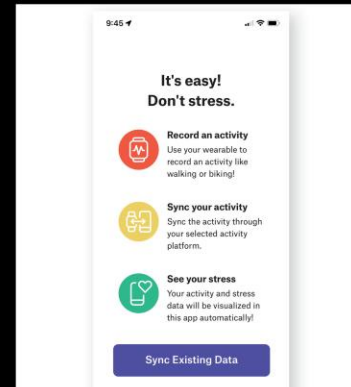 9:45
It's easy!
Don't stress.
Record an activity
Use your wearable to
record an activity like
walking or biking!
Sync your activity
Sync the activity through
your selected activity
platform.
See your stress
Your activity and stress
data will be visualized in
this app automatically!
Sync Existing Data